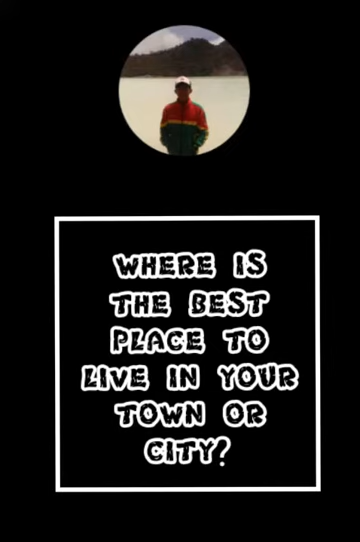 WHERE IS
THE BEST
PLACE TO
LIVE IN YOUR
TOWN OR
CITY?